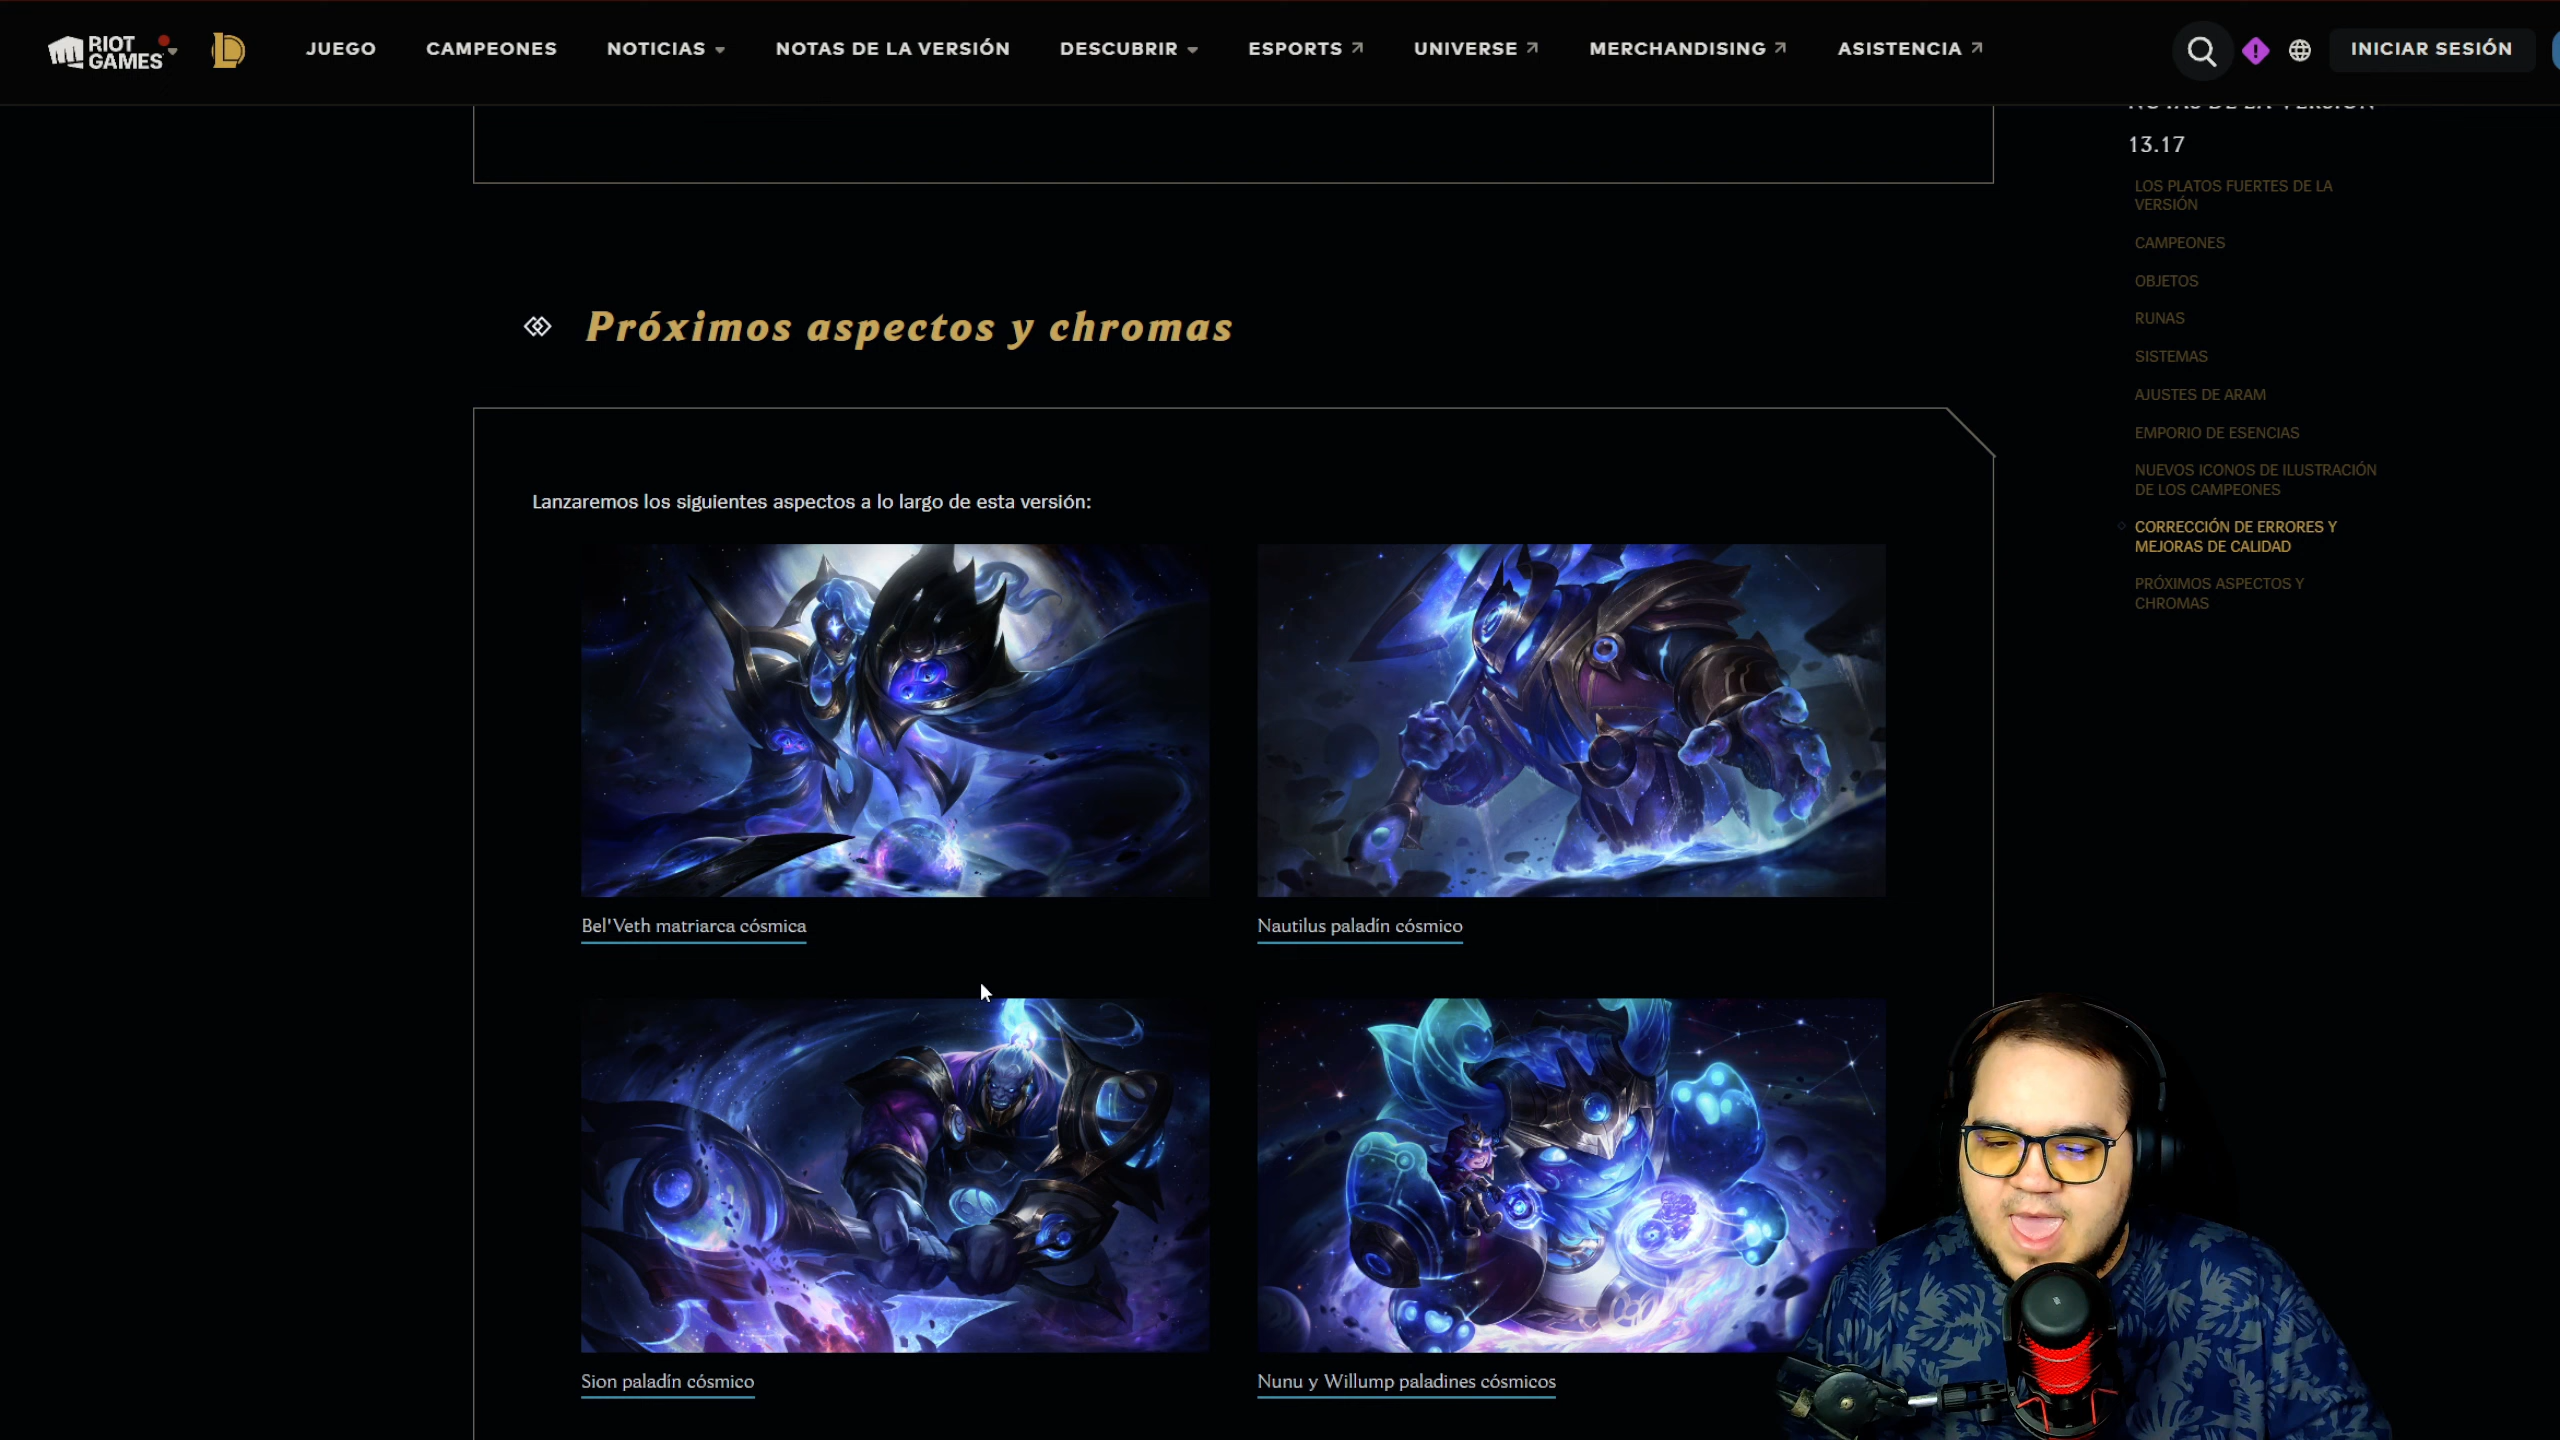 RIOT
GAMES
JUEGO
CAMPEONES
NOTICIAS
NOTAS DE LA VERSIÓN
DESCUBRIR
ESPORTS
UNIVERSE
MERCHANDISING
ASISTENCIA
INICIAR SESIÓN
NOTAS DE LA VERSIÓN
13.17
LOS PLATOS FUERTES DE LA
VERSIÓN
CAMPEONES
OBJETOS
RUNAS
SISTEMAS
AJUSTES DE ARAM
EMPORIO DE ESENCIAS
NUEVOS ICONOS DE ILUSTRACIÓN
DE LOS CAMPEONES
CORRECCIÓN DE ERRORES Y
MEJORAS DE CALIDAD
PRÓXIMOS ASPECTOS Y
CHROMAS
Próximos aspectos y chromas
Lanzaremos los siguientes aspectos a lo largo de esta versión:
Bel'Veth matriarca cósmica
Nautilus paladín cósmico
Sion paladín cósmico
Nunu y Willump paladines cósmicos